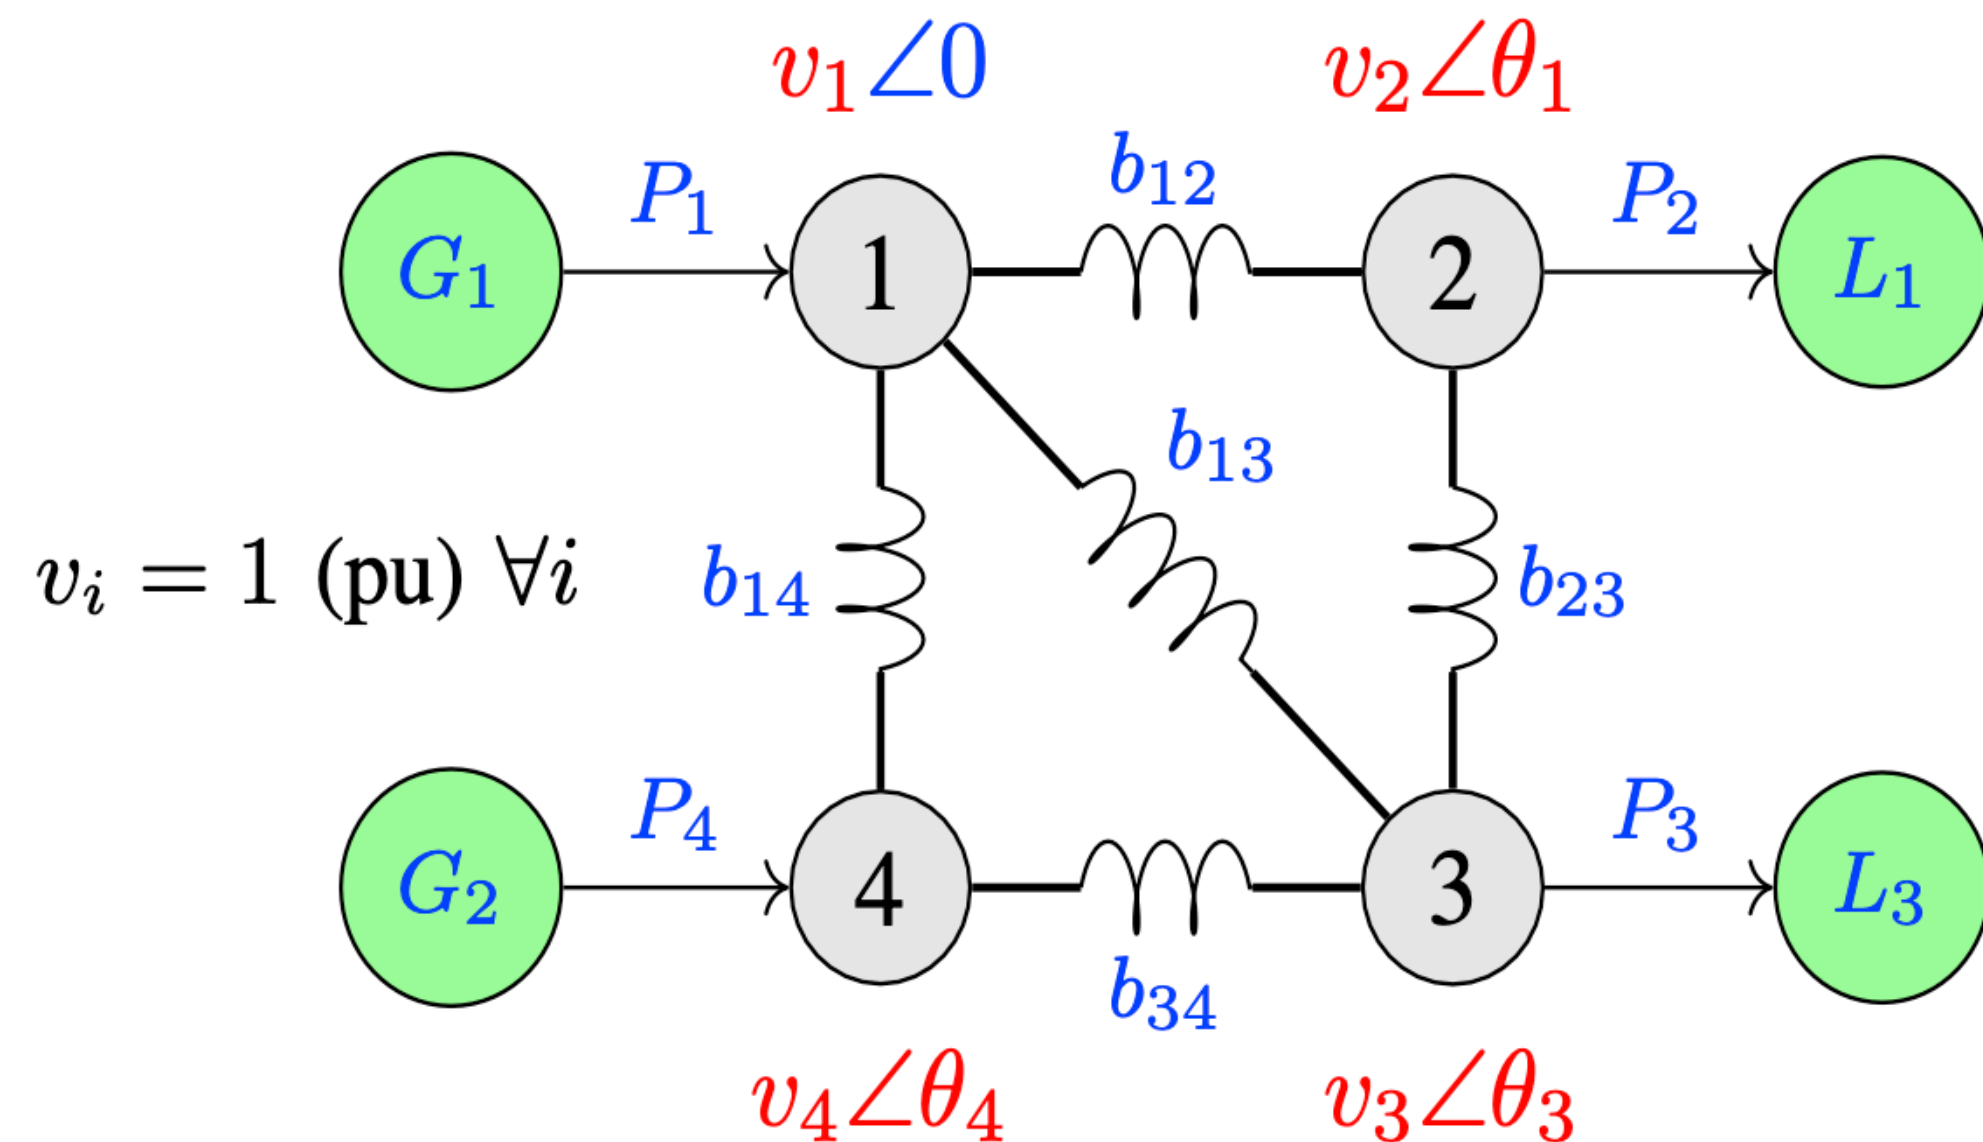 v₁∠0
v₂∠θ₁
b₁₂
P₁
P₂
G₁
1
2
L₁
b₁₃
vᵢ = 1 (pu) ∀i
b₁₄
b₂₃
P₄
P₃
G₂
4
3
L₃
b₃₄
v₄∠θ₄
v₃∠θ₃